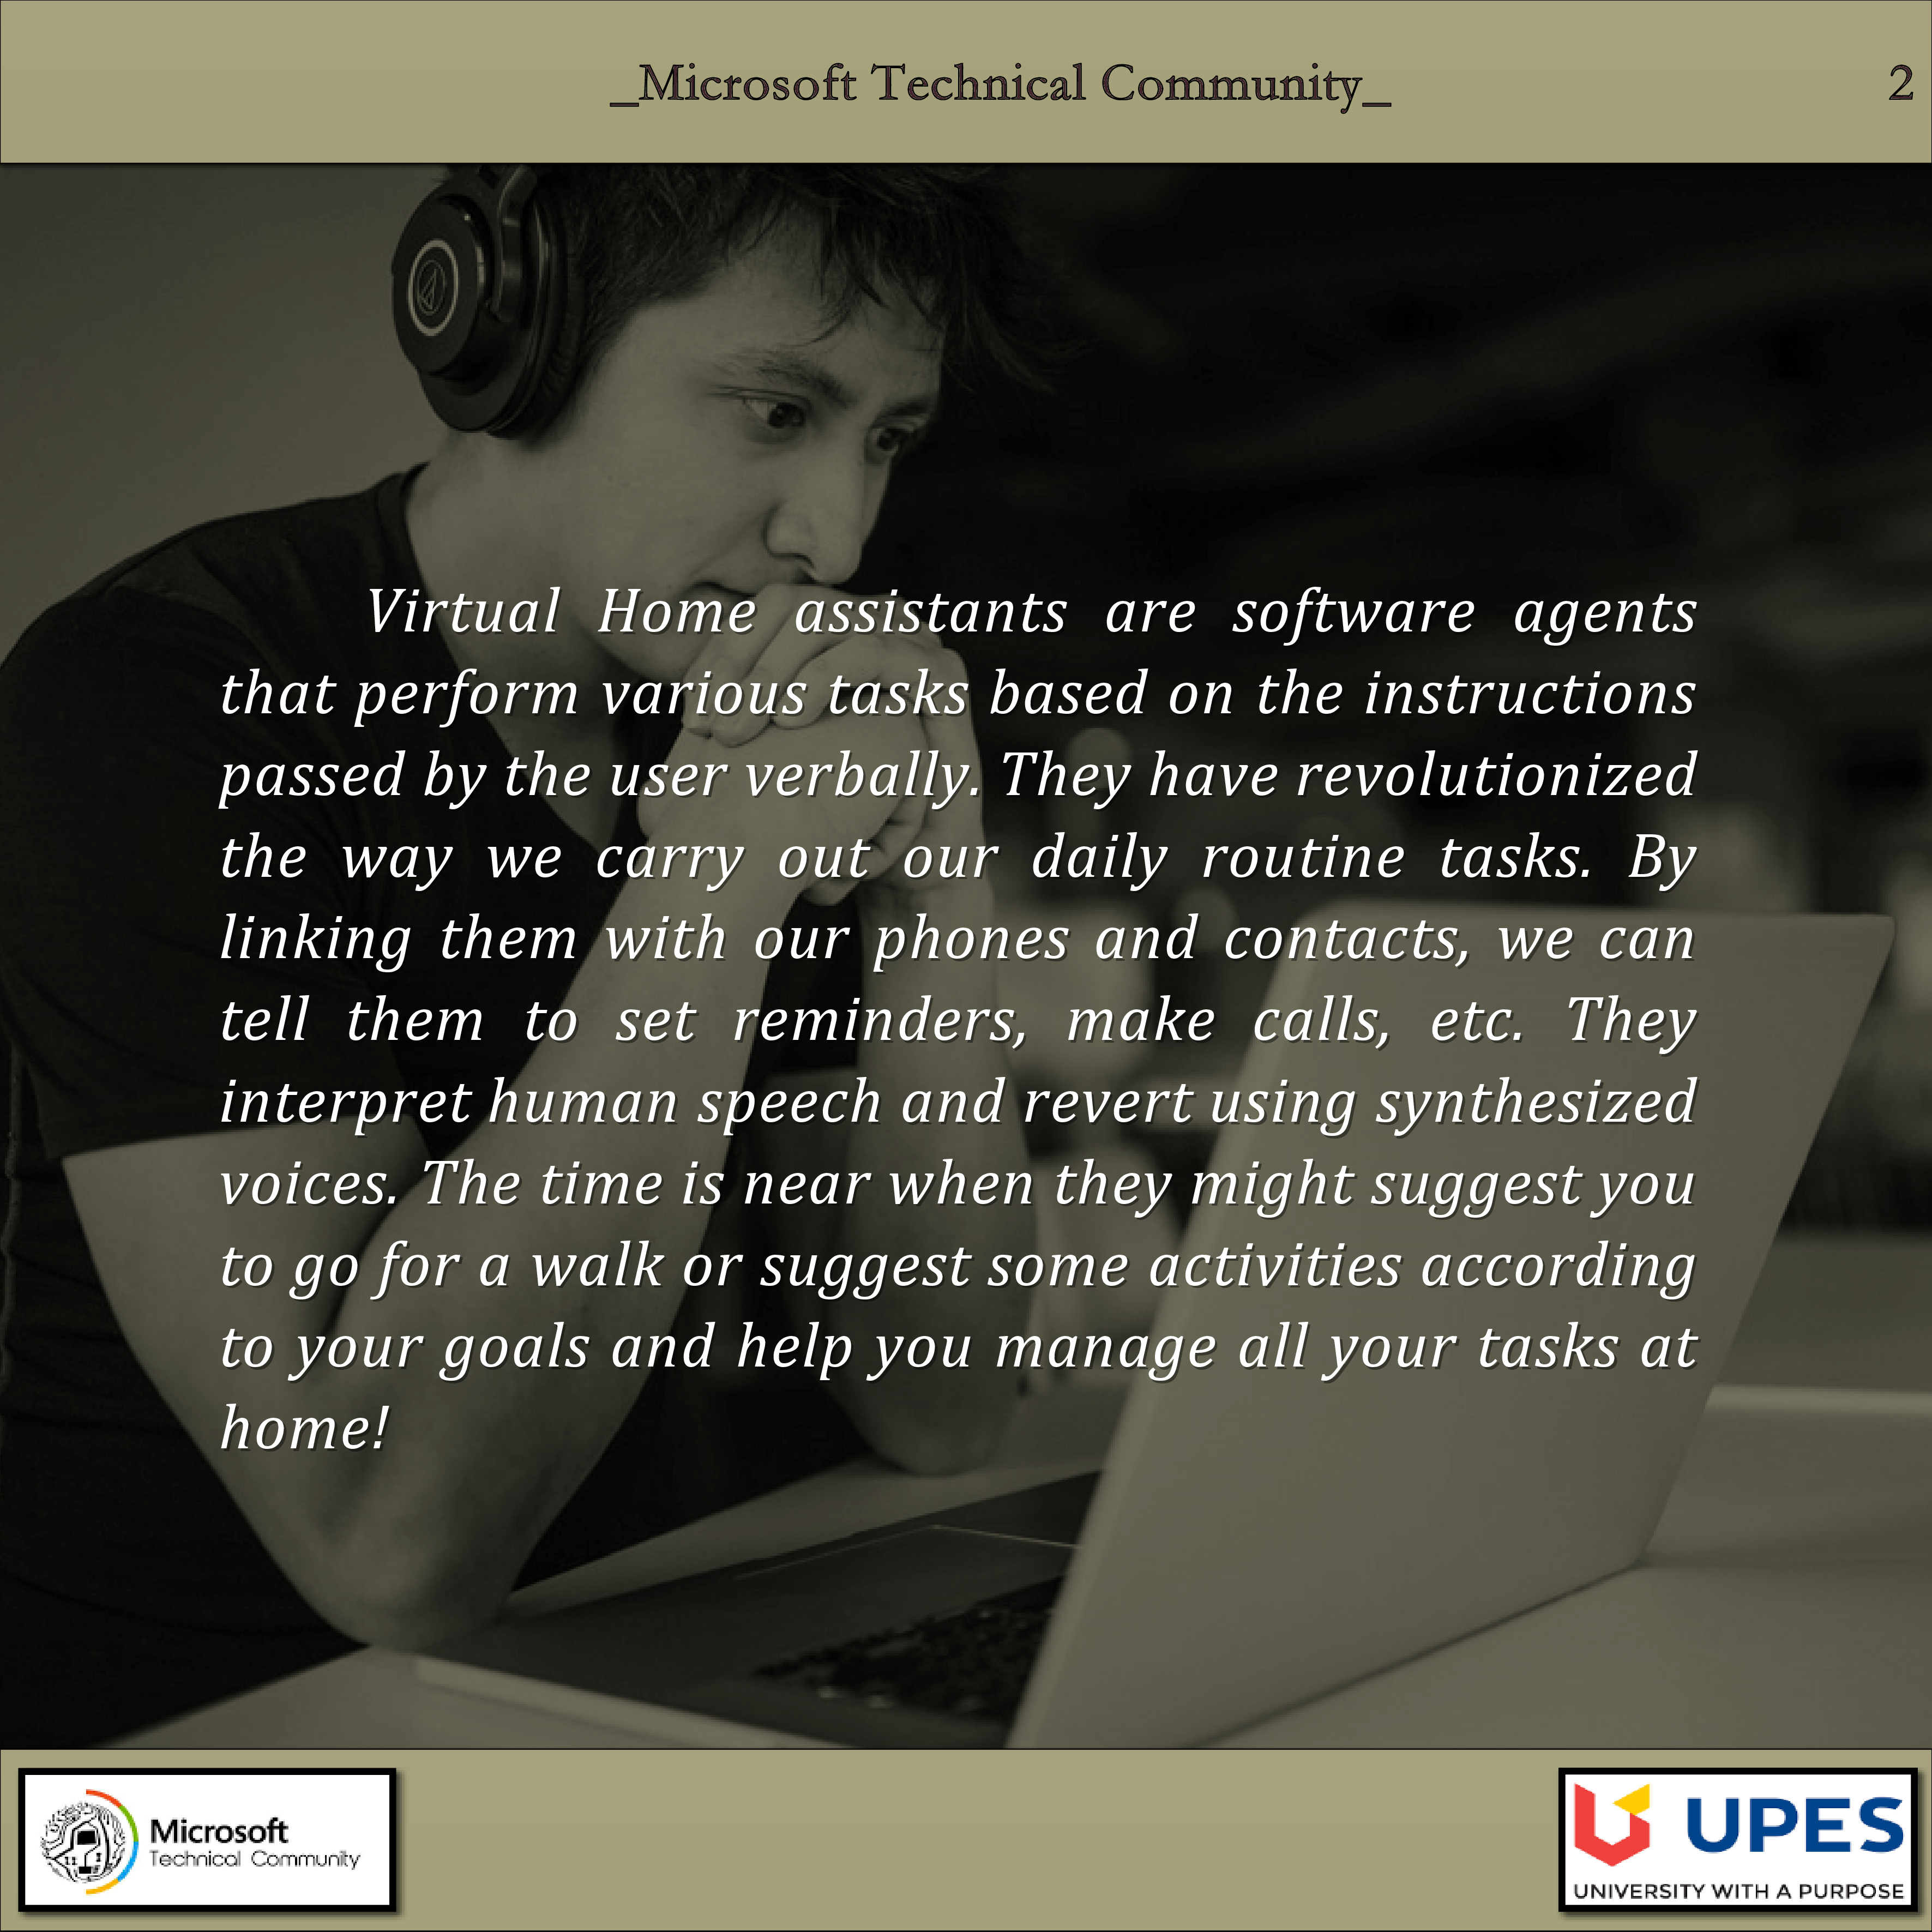 _Microsoft Technical Community_
2
Virtual Home assistants are software agents
that perform various tasks based on the instructions
passed by the user verbally. They have revolutionized
the way we carry out our daily routine tasks. By
linking them with our phones and contacts, we can
tell them to set reminders, make calls, etc. They
interpret human speech and revert using synthesized
voices. The time is near when they might suggest you
to go for a walk or suggest some activities according
to your goals and help you manage all your tasks at
home!
Microsoft
Technical Community
UPES
UNIVERSITY WITH A PURPOSE